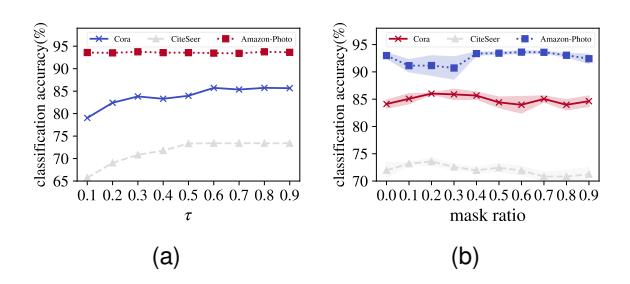 Cora CiteSeer Amazon-Photo
classification accuracy(%)
95
90
85
80
75
70
65
0.1 0.2 0.3 0.4 0.5 0.6 0.7 0.8 0.9
τ
(a)
Cora CiteSeer Amazon-Photo
classification accuracy(%)
95
90
85
80
75
70
0.0 0.1 0.2 0.3 0.4 0.5 0.6 0.7 0.8 0.9
mask ratio
(b)